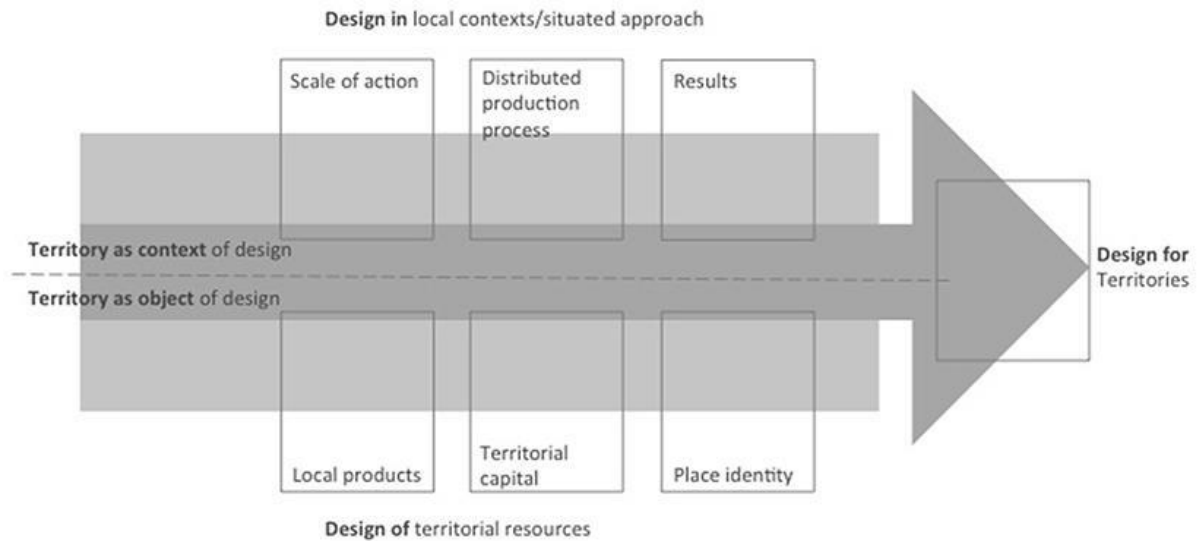 Design in local contexts/situated approach
Scale of action
Distributed
production
process
Results
Territory as context of design
Territory as object of design
Design for
Territories
Local products
Territorial
capital
Place identity
Design of territorial resources